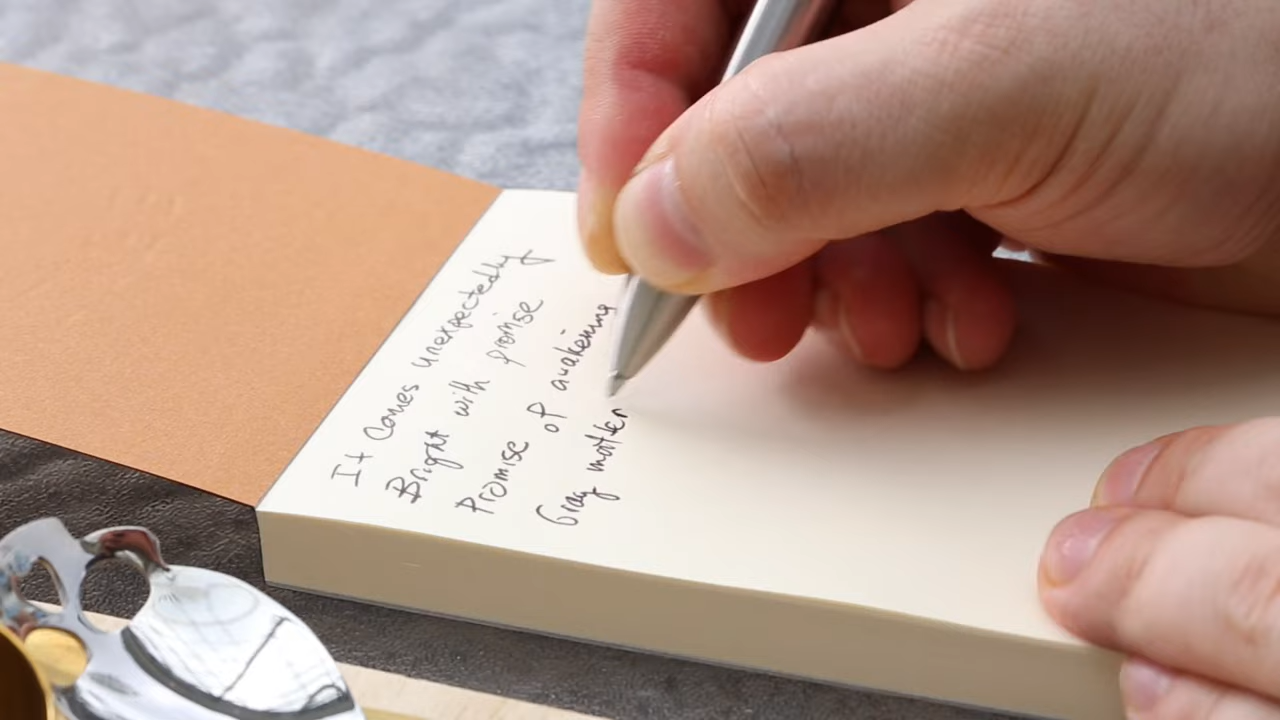 It comes unexpectedly
Bright with promise
Promise of awakening
Gray matter